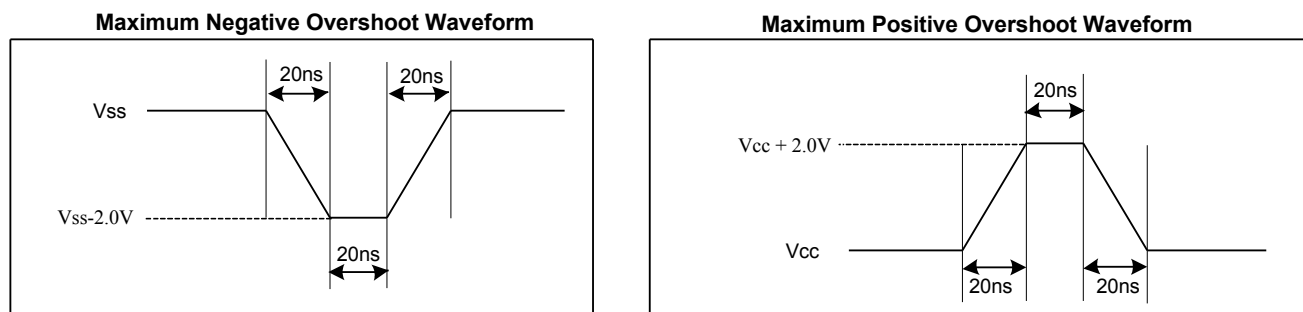 Maximum Negative Overshoot Waveform
20ns
20ns
Vss
Vss-2.0V
20ns
Maximum Positive Overshoot Waveform
20ns
Vcc + 2.0V
Vcc
20ns
20ns